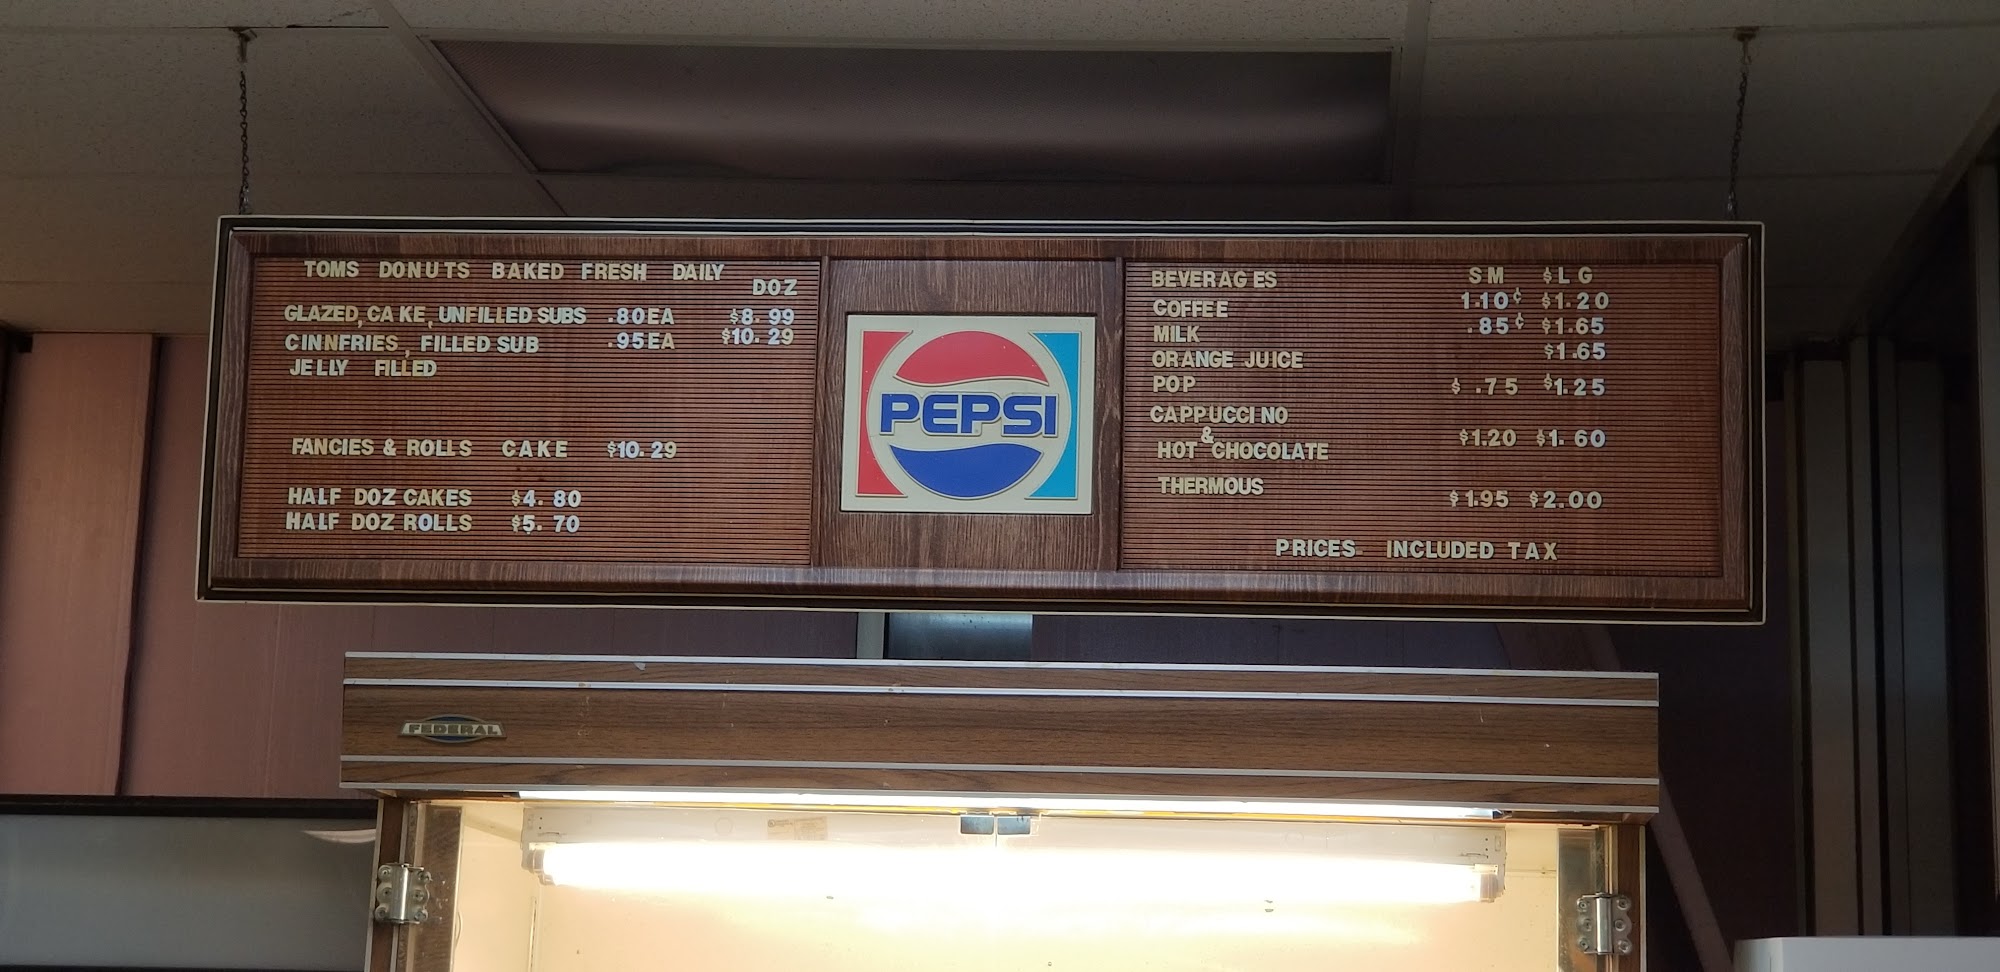 TOMS DONUTS BAKED FRESH DAILY
DOZ
GLAZED, CAKE, UNFILLED SUBS .80EA $8.99
CINNFRIES, FILLED SUB .95EA $10.29
JELLY FILLED
FANCIES & ROLLS CAKE $10.29
HALF DOZ CAKES $4.80
HALF DOZ ROLLS $5.70
PEPSI
BEVERAGES SM $LG
COFFEE 1.10¢ $1.20
MILK .85¢ $1.65
ORANGE JUICE $1.65
POP $.75 $1.25
CAPPUCCINO
&
HOT CHOCOLATE $1.20 $1.60
THERMOUS $1.95 $2.00
PRICES INCLUDED TAX
FEDERAL